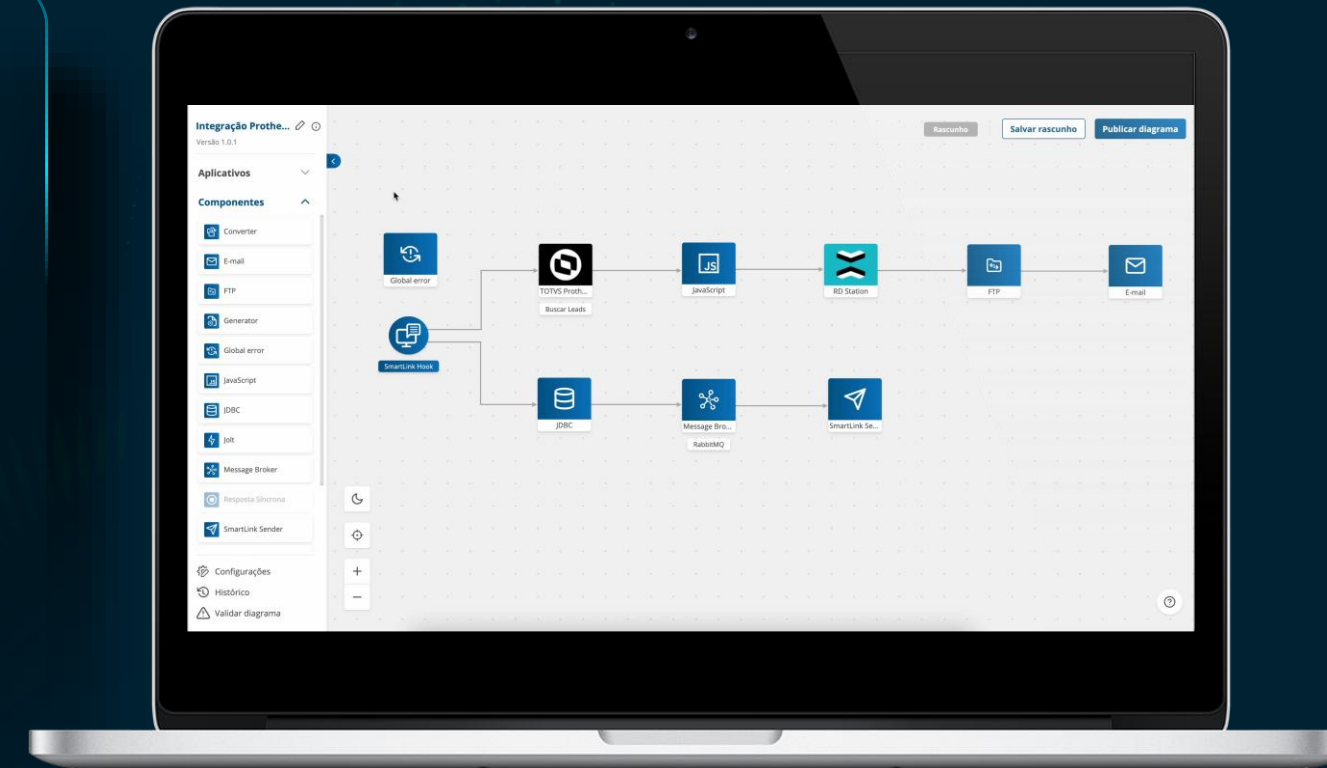 Integração Prothe...
Versão 1.0.1
Aplicativos
Componentes
Converter
E-mail
FTP
Generator
Global error
JavaScript
JDBC
Jolt
Message Broker
Resposta Síncrona
SmartLink Sender
Configurações
Histórico
Validar diagrama
Rascunho
Salvar rascunho
Publicar diagrama
Global error
SmartLink Hook
TOTVS Proth...
Buscar Leads
JS
JavaScript
RD Station
FTP
E-mail
JDBC
Message Bro...
RabbitMQ
SmartLink Se...